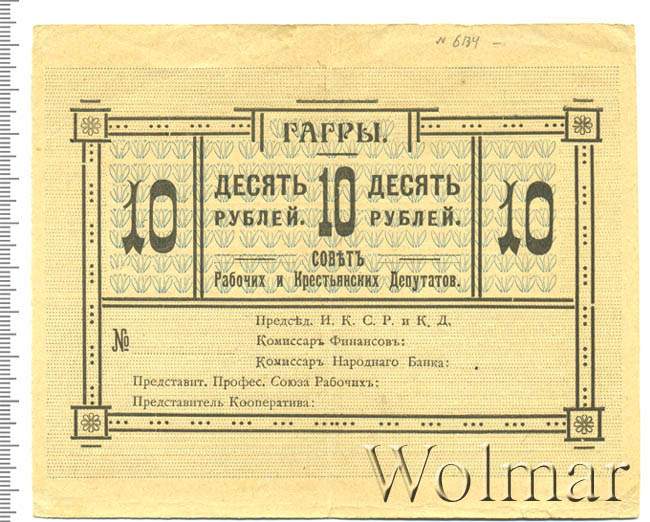 № 6134 —
ГАГРЫ.
10 ДЕСЯТЬ РУБЛЕЙ. 10 ДЕСЯТЬ РУБЛЕЙ. 10
СОВѢТЪ
Рабочих и Крестьянских Депутатов.
Предсѣд. И. К. С. Р. и К. Д.
№
Комиссаръ Финансовъ:
Комиссаръ Народнаго Банка:
Представит. Профес. Союза Рабочихъ:
Представитель Кооператива:
Wolmar